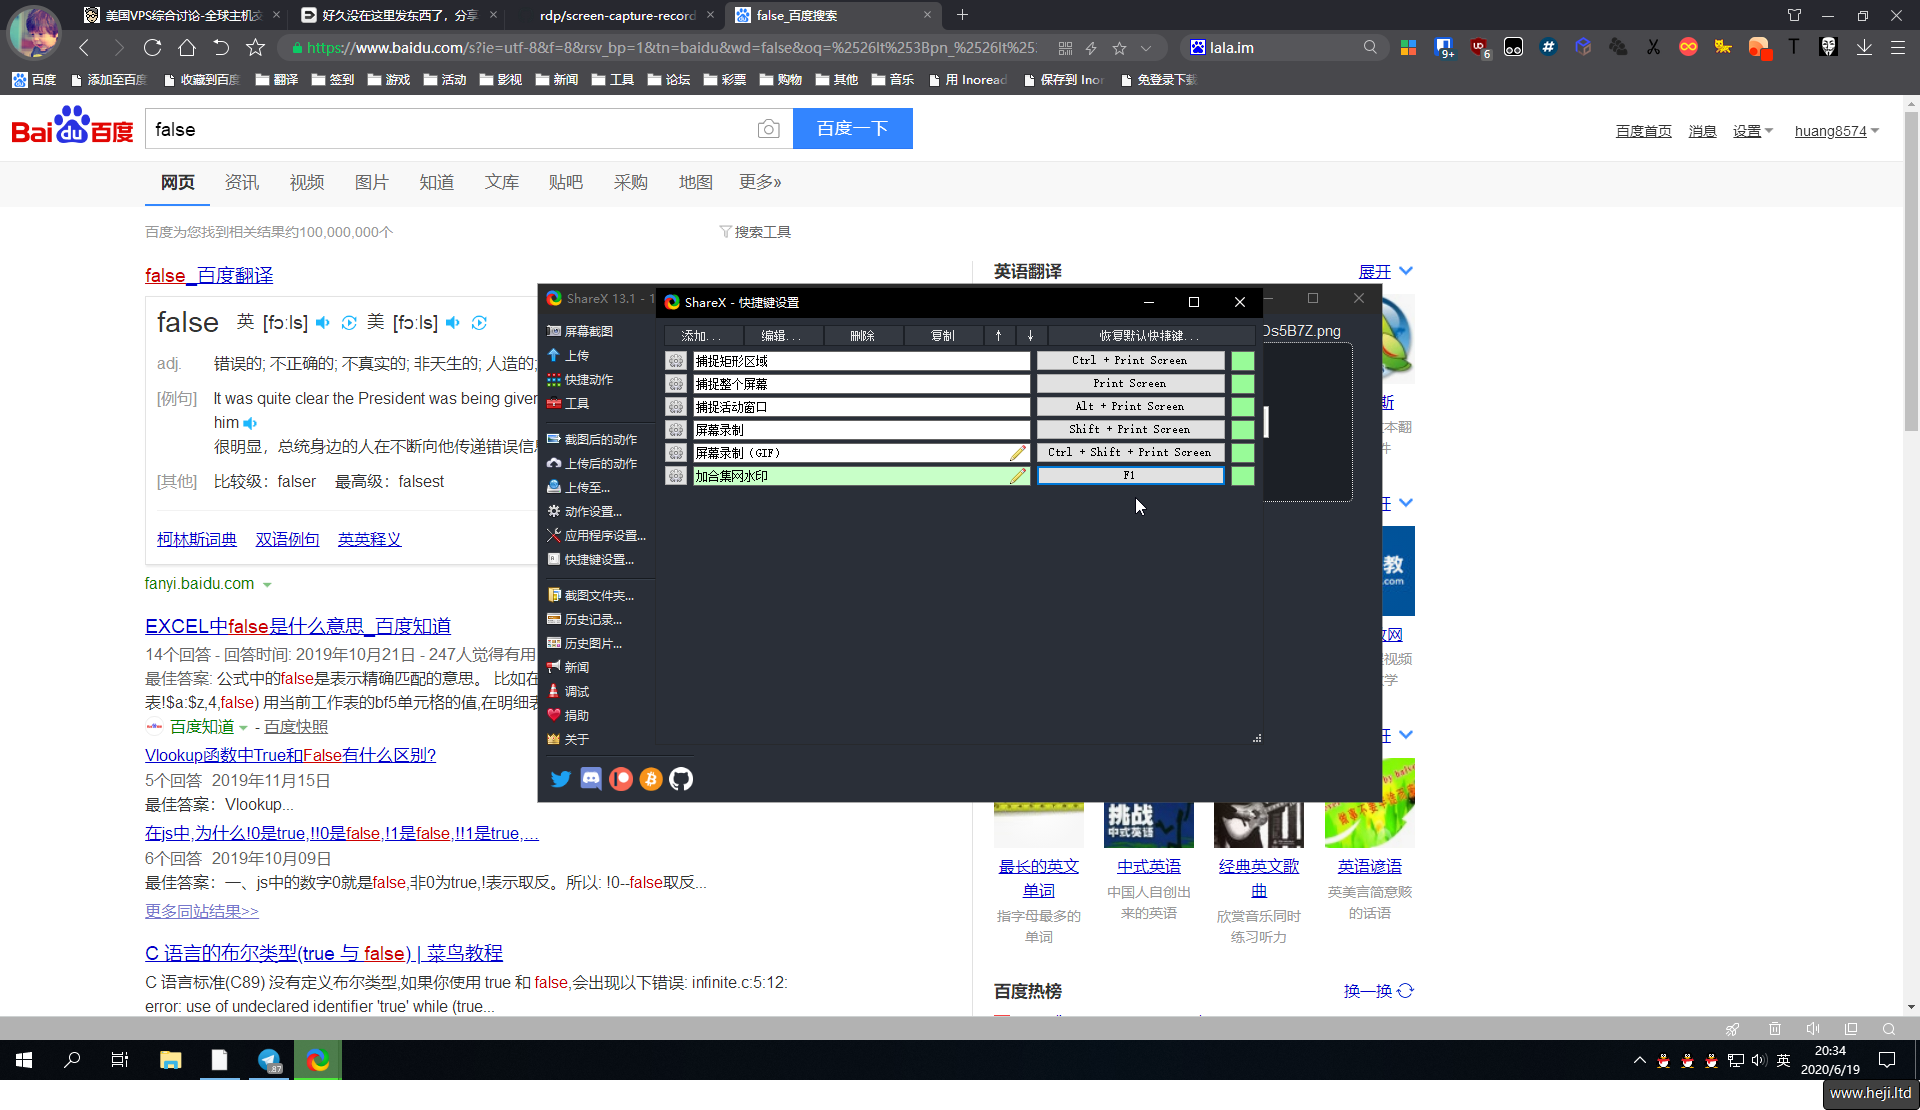 美国VPS综合讨论-全球主机交
好久没在这里发东西了，分享
rdp/screen-capture-record
false_百度搜索
https://www.baidu.com/s?ie=utf-8&f=8&rsv_bp=1&tn=baidu&wd=false&oq=%2526lt%253Bpn_%2526lt%25
lala.im
百度
添加至百度
收藏到百度
翻译
签到
游戏
活动
影视
新闻
工具
论坛
彩票
购物
其他
音乐
用 Inoread
保存到 Ino
免登录下载
Bai du 百度
false
百度一下
百度首页
消息
设置
huang8574
网页
资讯
视频
图片
知道
文库
贴吧
采购
地图
更多»
百度为您找到相关结果约100,000,000个
搜索工具
false_百度翻译
false 英 [fɔːls] 美 [fɔːls]
adj. 错误的; 不正确的; 不真实的; 非天生的; 人造的;
[例句] It was quite clear the President was being given
him
很明显，总统身边的人在不断向他传递错误信息
[其他] 比较级：falser 最高级：falsest
柯林斯词典 双语例句 英英释义
fanyi.baidu.com
EXCEL中false是什么意思_百度知道
14个回答 - 回答时间: 2019年10月21日 - 247人觉得有用
最佳答案: 公式中的false是表示精确匹配的意思。 比如在
表!$a:$z,4,false) 用当前工作表的bf5单元格的值,在明细表
百度知道 - 百度快照
Vlookup函数中True和False有什么区别?
5个回答 2019年11月15日
最佳答案：Vlookup...
在js中,为什么!0是true,!!0是false,!1是false,!!1是true,...
6个回答 2019年10月09日
最佳答案：一、js中的数字0就是false,非0为true,!表示取反。所以: !0--false取反...
更多同站结果>>
C 语言的布尔类型(true 与 false) | 菜鸟教程
C 语言标准(C89) 没有定义布尔类型,如果你使用 true 和 false,会出现以下错误: infinite.c:5:12:
error: use of undeclared identifier 'true' while (true...
英语翻译
展开
ShareX 13.1 - 1
屏幕截图
上传
快捷动作
工具
截图后的动作
上传后的动作
上传至...
动作设置...
应用程序设置...
快捷键设置...
截图文件夹...
历史记录...
历史图片...
新闻
调试
捐助
关于
ShareX - 快捷键设置
添加...
编辑...
删除
复制
↑
↓
恢复默认快捷键...
捕捉矩形区域 Ctrl + Print Screen
捕捉整个屏幕 Print Screen
捕捉活动窗口 Alt + Print Screen
屏幕录制 Shift + Print Screen
屏幕录制（GIF） Ctrl + Shift + Print Screen
加合集网水印 F1
Ds5B7Z.png
斯
本翻
件
开
教
.com
网
视频
学
开
挑战
中式英语
最长的英文
单词
指字母最多的
单词
中式英语
中国人自创出
来的英语
经典英文歌
曲
欣赏音乐同时
练习听力
英语谚语
英美言简意赅
的话语
百度热榜
换一换
英
20:34
2020/6/19
www.heji.ltd